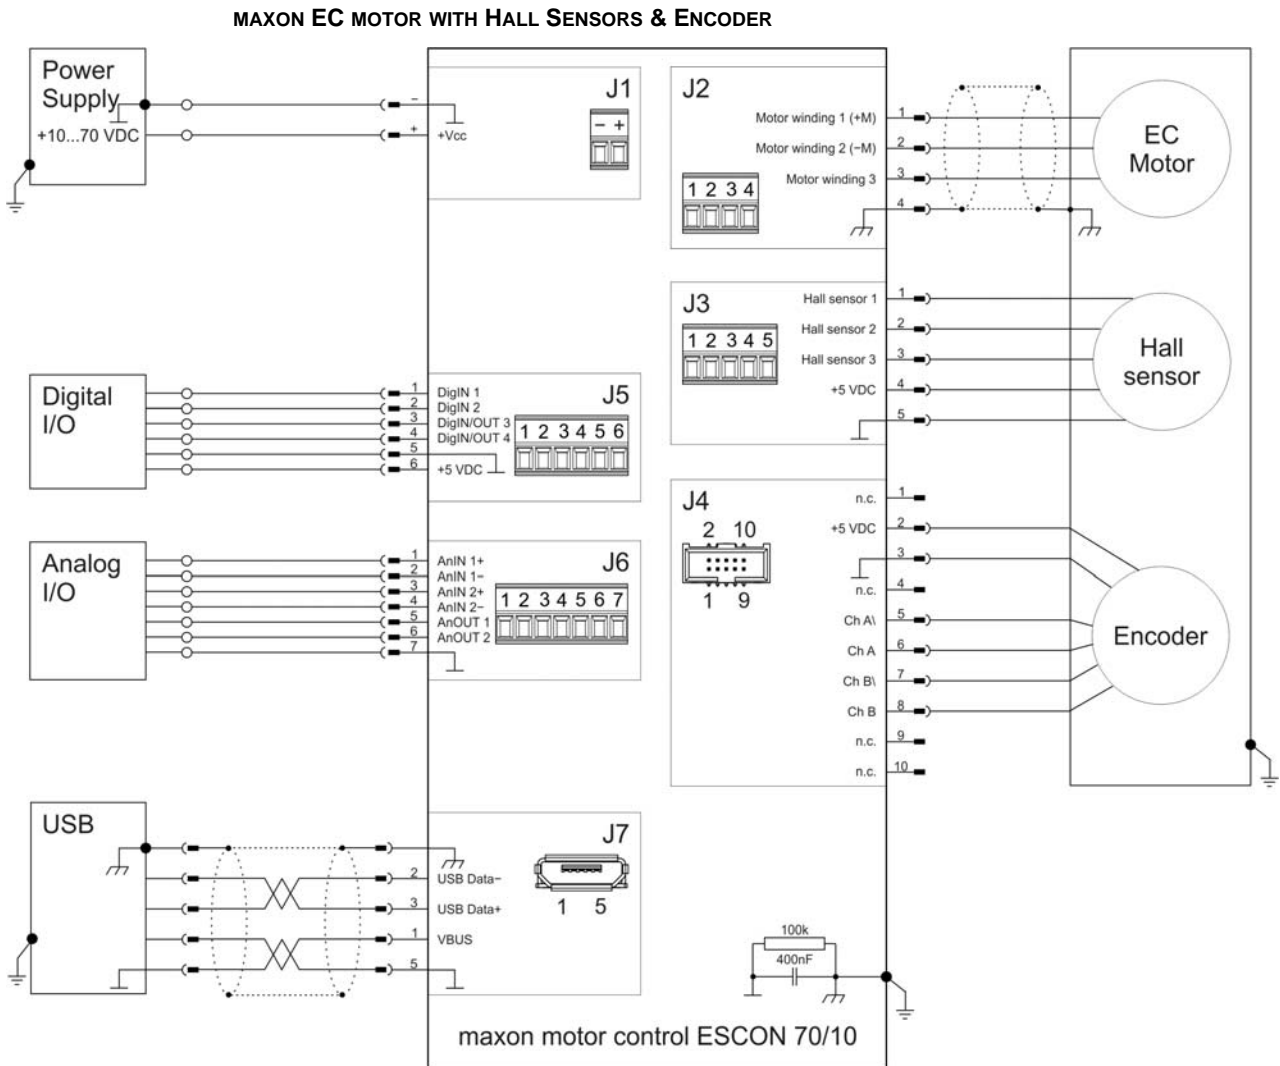 MAXON EC MOTOR WITH HALL SENSORS & ENCODER
Power
Supply
+10...70 VDC
−
+
+Vcc
J1
− +
J2
Motor winding 1 (+M)
Motor winding 2 (−M)
Motor winding 3
1 2 3 4
1
2
3
4
EC
Motor
J3
1 2 3 4 5
Hall sensor 1
Hall sensor 2
Hall sensor 3
+5 VDC
1
2
3
4
5
Hall
sensor
Digital
I/O
1
2
3
4
5
6
DigIN 1
DigIN 2
DigIN/OUT 3
DigIN/OUT 4
+5 VDC
J5
1 2 3 4 5 6
J4
2 10
1 9
n.c.
+5 VDC
n.c.
Ch A\
Ch A
Ch B\
Ch B
n.c.
n.c.
1
2
3
4
5
6
7
8
9
10
Encoder
Analog
I/O
1
2
3
4
5
6
7
AnIN 1+
AnIN 1−
AnIN 2+
AnIN 2−
AnOUT 1
AnOUT 2
J6
1 2 3 4 5 6 7
USB
2
3
1
5
USB Data−
USB Data+
VBUS
J7
1 5
100k
400nF
maxon motor control ESCON 70/10